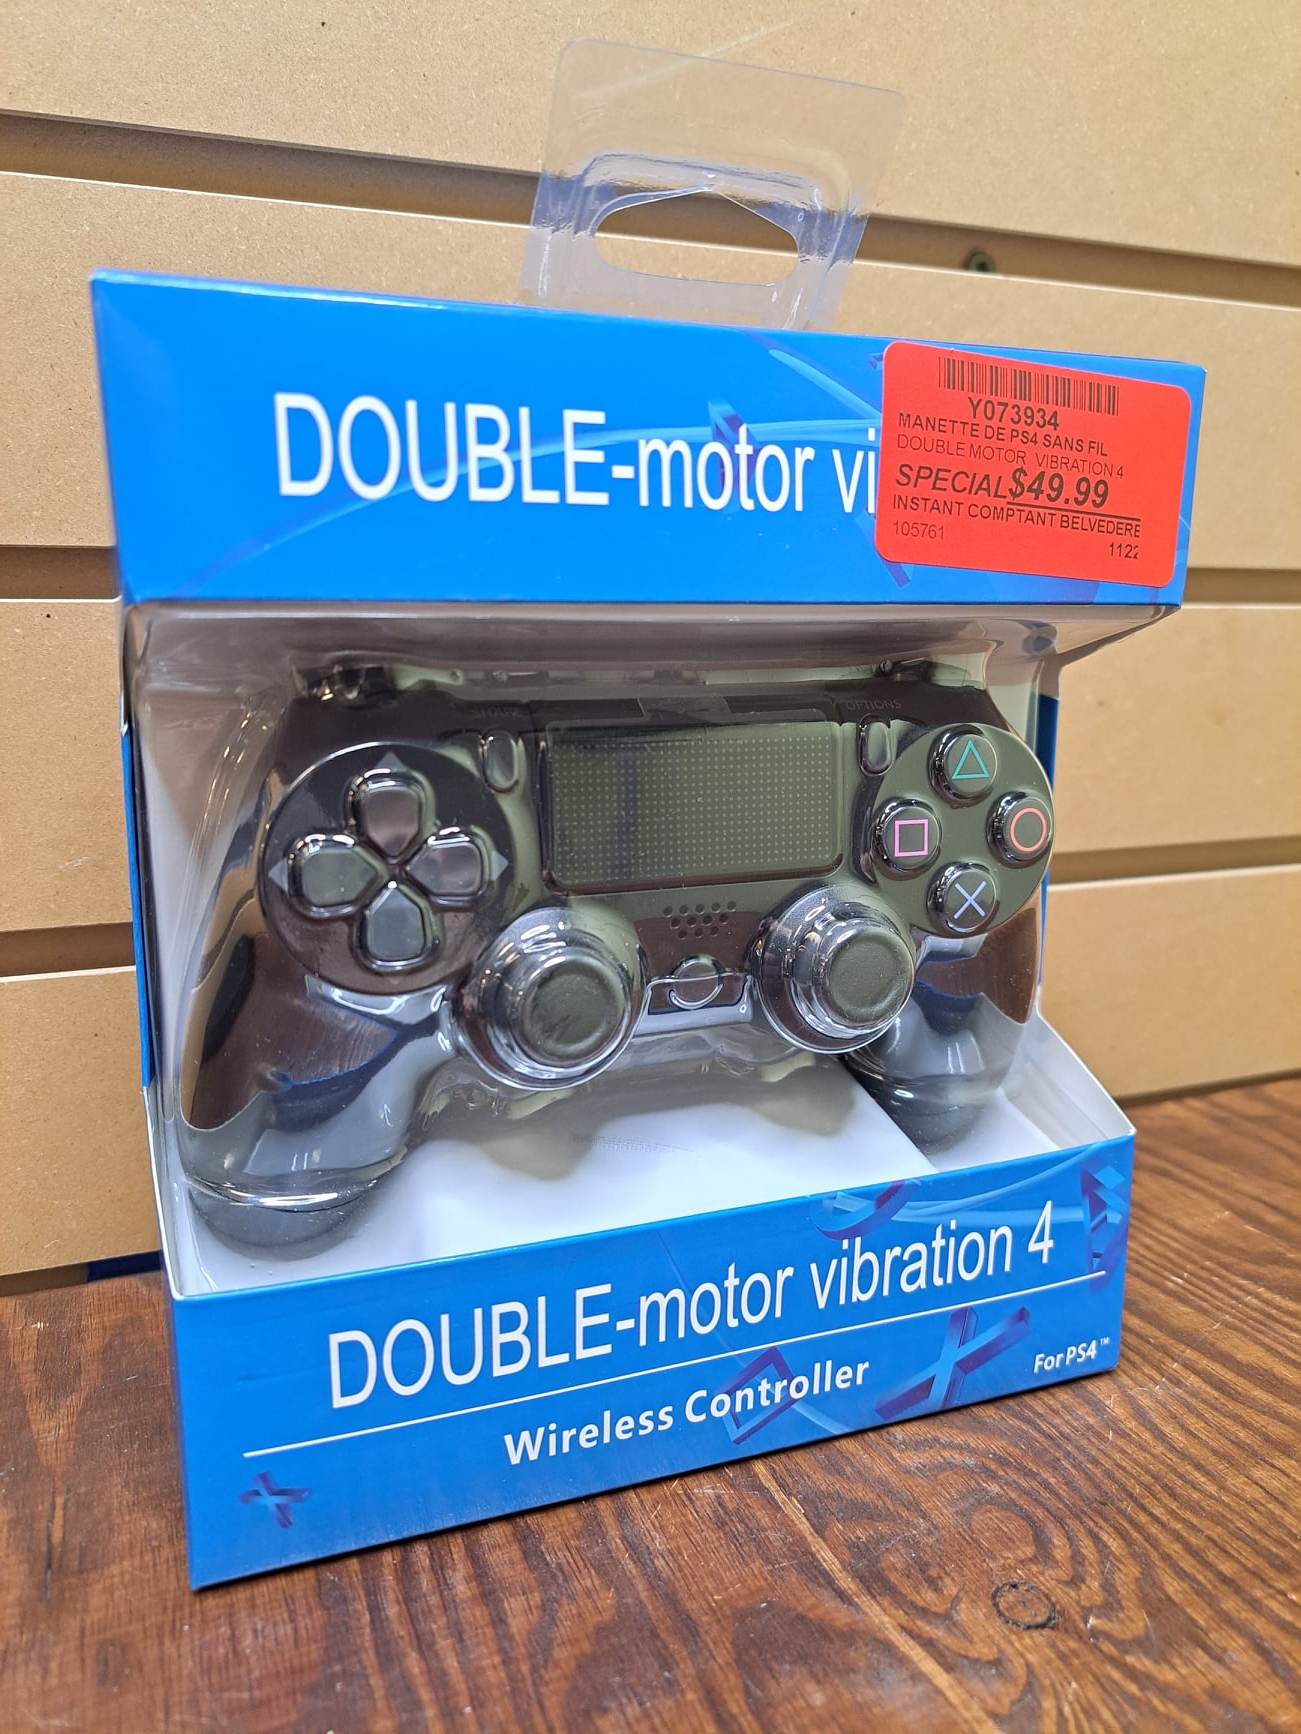 DOUBLE-motor vi
Y073934
MANETTE DE PS4 SANS FIL
DOUBLE MOTOR VIBRATION 4
SPECIAL $49.99
INSTANT COMPTANT BELVEDERE
105761
1122
SHARE
OPTIONS
DOUBLE-motor vibration 4
Wireless Controller
For PS4™